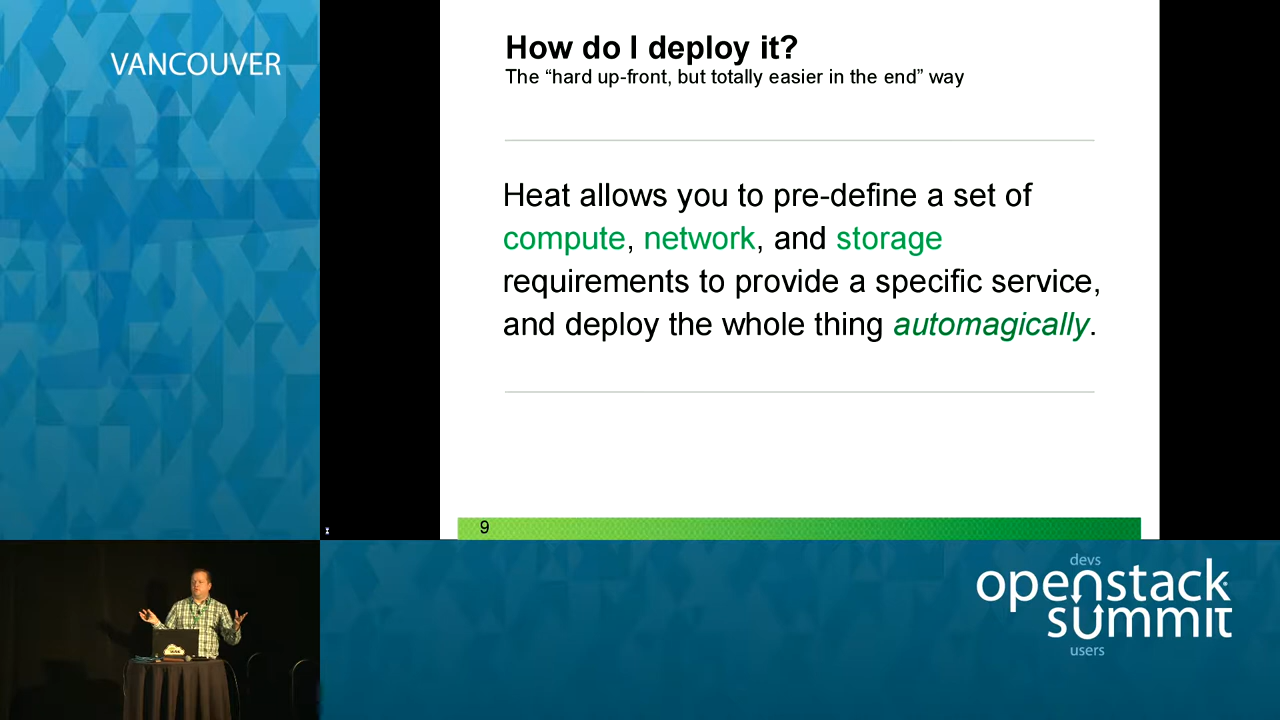 VANCOUVER
How do I deploy it?
The “hard up-front, but totally easier in the end” way
Heat allows you to pre-define a set of
compute, network, and storage
requirements to provide a specific service,
and deploy the whole thing automagically.
9
devs
openstack
summit
users